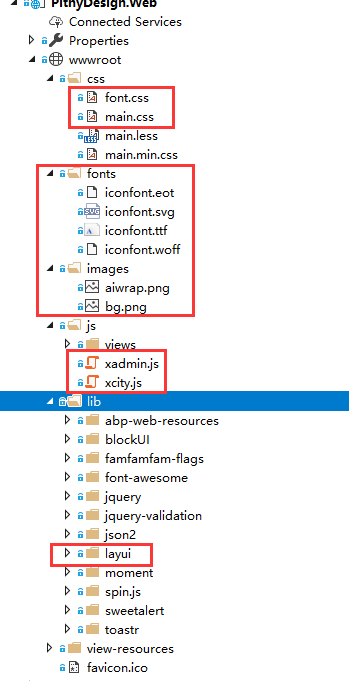 PithyDesign.Web
Connected Services
Properties
wwwroot
css
font.css
main.css
main.less
main.min.css
fonts
iconfont.eot
iconfont.svg
iconfont.ttf
iconfont.woff
images
aiwrap.png
bg.png
js
views
xadmin.js
xcity.js
lib
abp-web-resources
blockUI
famfamfam-flags
font-awesome
jquery
jquery-validation
json2
layui
moment
spin.js
sweetalert
toastr
view-resources
favicon.ico